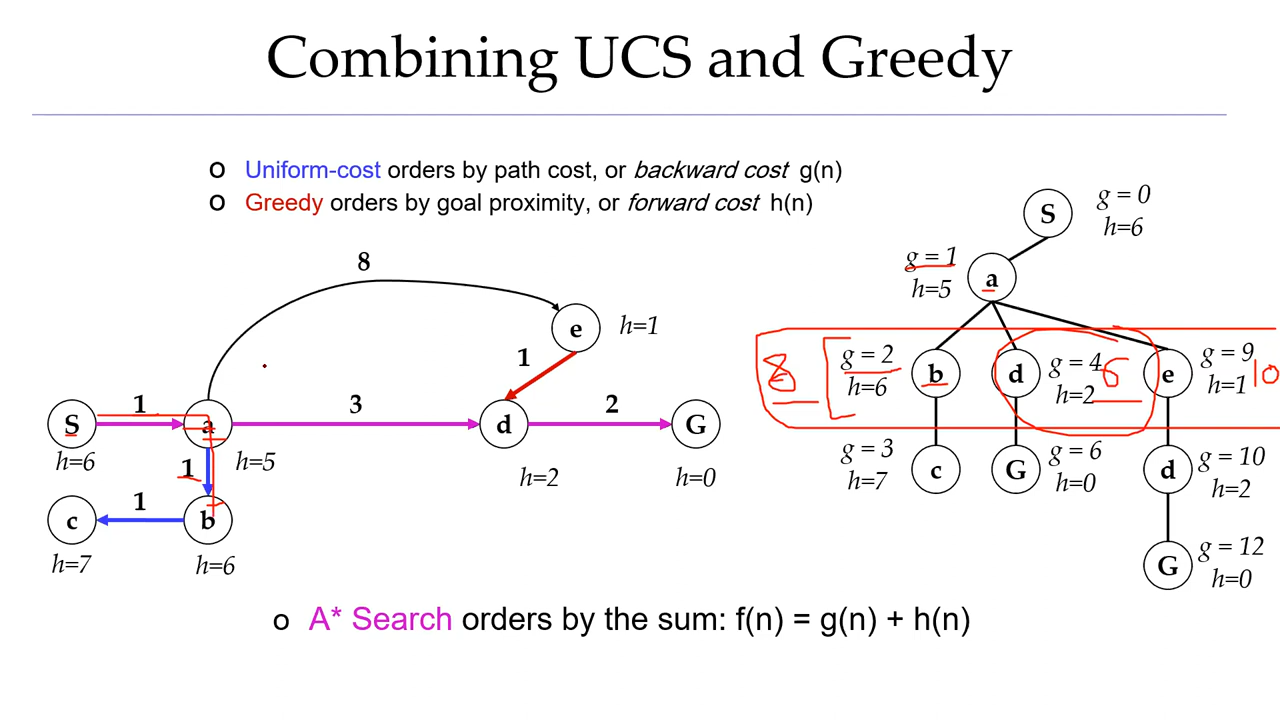 Combining UCS and Greedy
o Uniform-cost orders by path cost, or backward cost g(n)
o Greedy orders by goal proximity, or forward cost h(n)
8
e
h=1
1
S
1
a
3
d
2
G
h=6
h=5
h=2
h=0
1
c
1
b
h=7
h=6
S
g = 0
h=6
g = 1
h=5
a
8
g = 2
h=6
b
d
g = 4
h=2
6
e
g = 9
h=1
10
g = 3
h=7
c
G
g = 6
h=0
d
g = 10
h=2
G
g = 12
h=0
o A* Search orders by the sum: f(n) = g(n) + h(n)